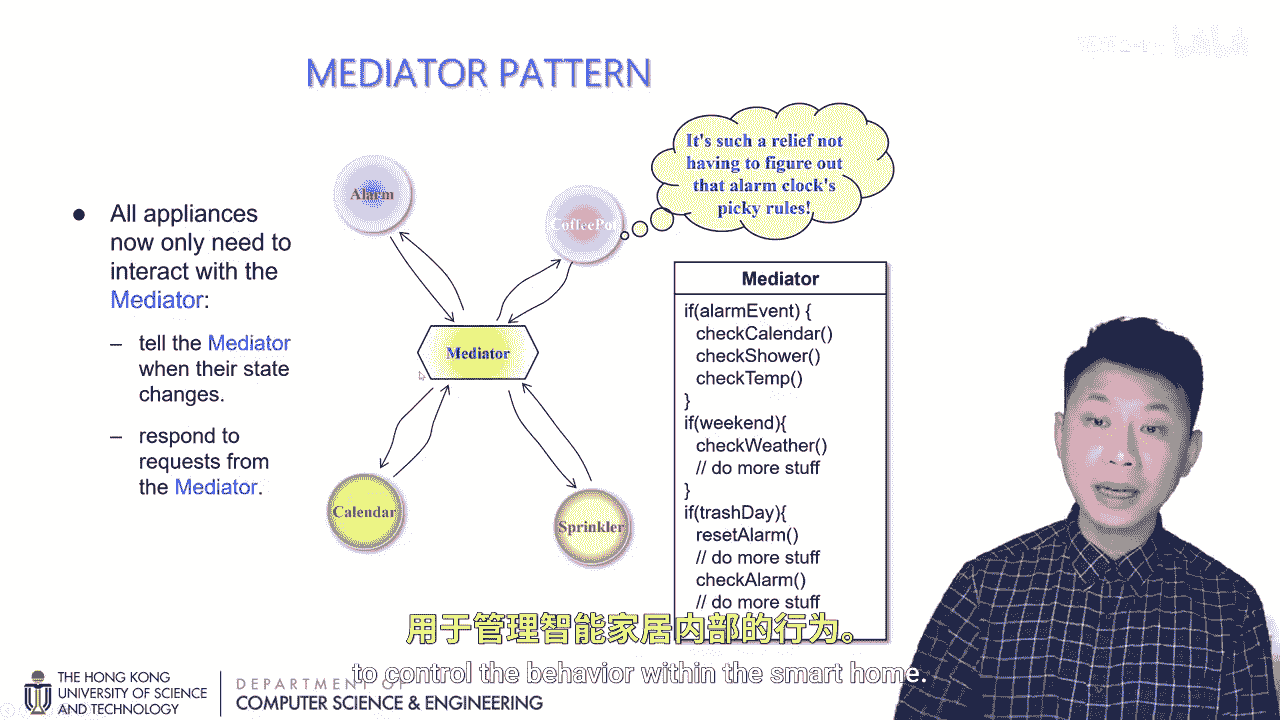 MEDIATOR PATTERN
It's such a relief not
having to figure out
that alarm clock's
picky rules!
Alarm
CoffeePot
● All appliances
now only need to
interact with the
Mediator:
– tell the Mediator
when their state
changes.
– respond to
requests from
the Mediator.
Mediator
Calendar
Sprinkler
Mediator
if(alarmEvent) {
checkCalendar()
checkShower()
checkTemp()
}
if(weekend){
checkWeather()
// do more stuff
}
if(trashDay){
resetAlarm()
// do more stuff
checkAlarm()
// do more stuff
用于管理智能家居内部的行为。
to control the behavior within the smart home.
THE HONG KONG
UNIVERSITY OF SCIENCE
AND TECHNOLOGY
DEPARTMENT OF
COMPUTER SCIENCE & ENGINEERING